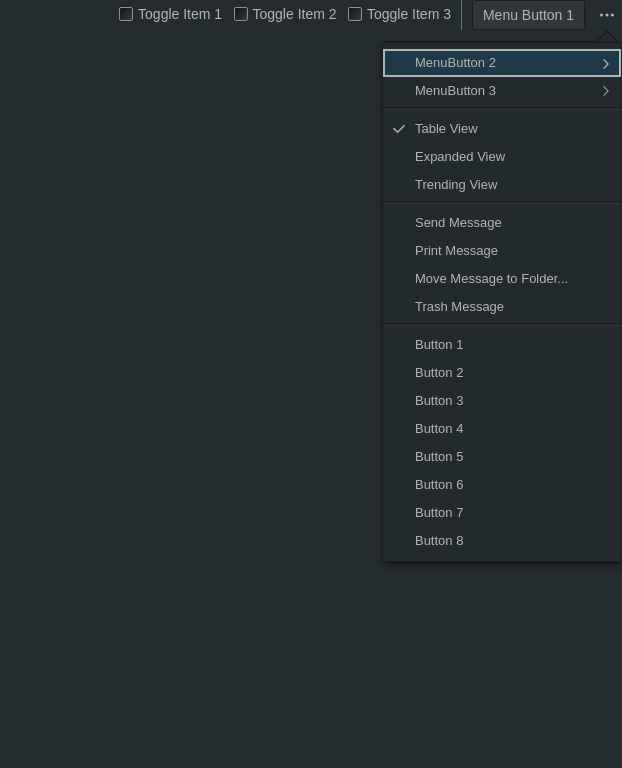 Toggle Item 1 Toggle Item 2 Toggle Item 3 Menu Button 1
MenuButton 2
MenuButton 3
Table View
Expanded View
Trending View
Send Message
Print Message
Move Message to Folder...
Trash Message
Button 1
Button 2
Button 3
Button 4
Button 5
Button 6
Button 7
Button 8